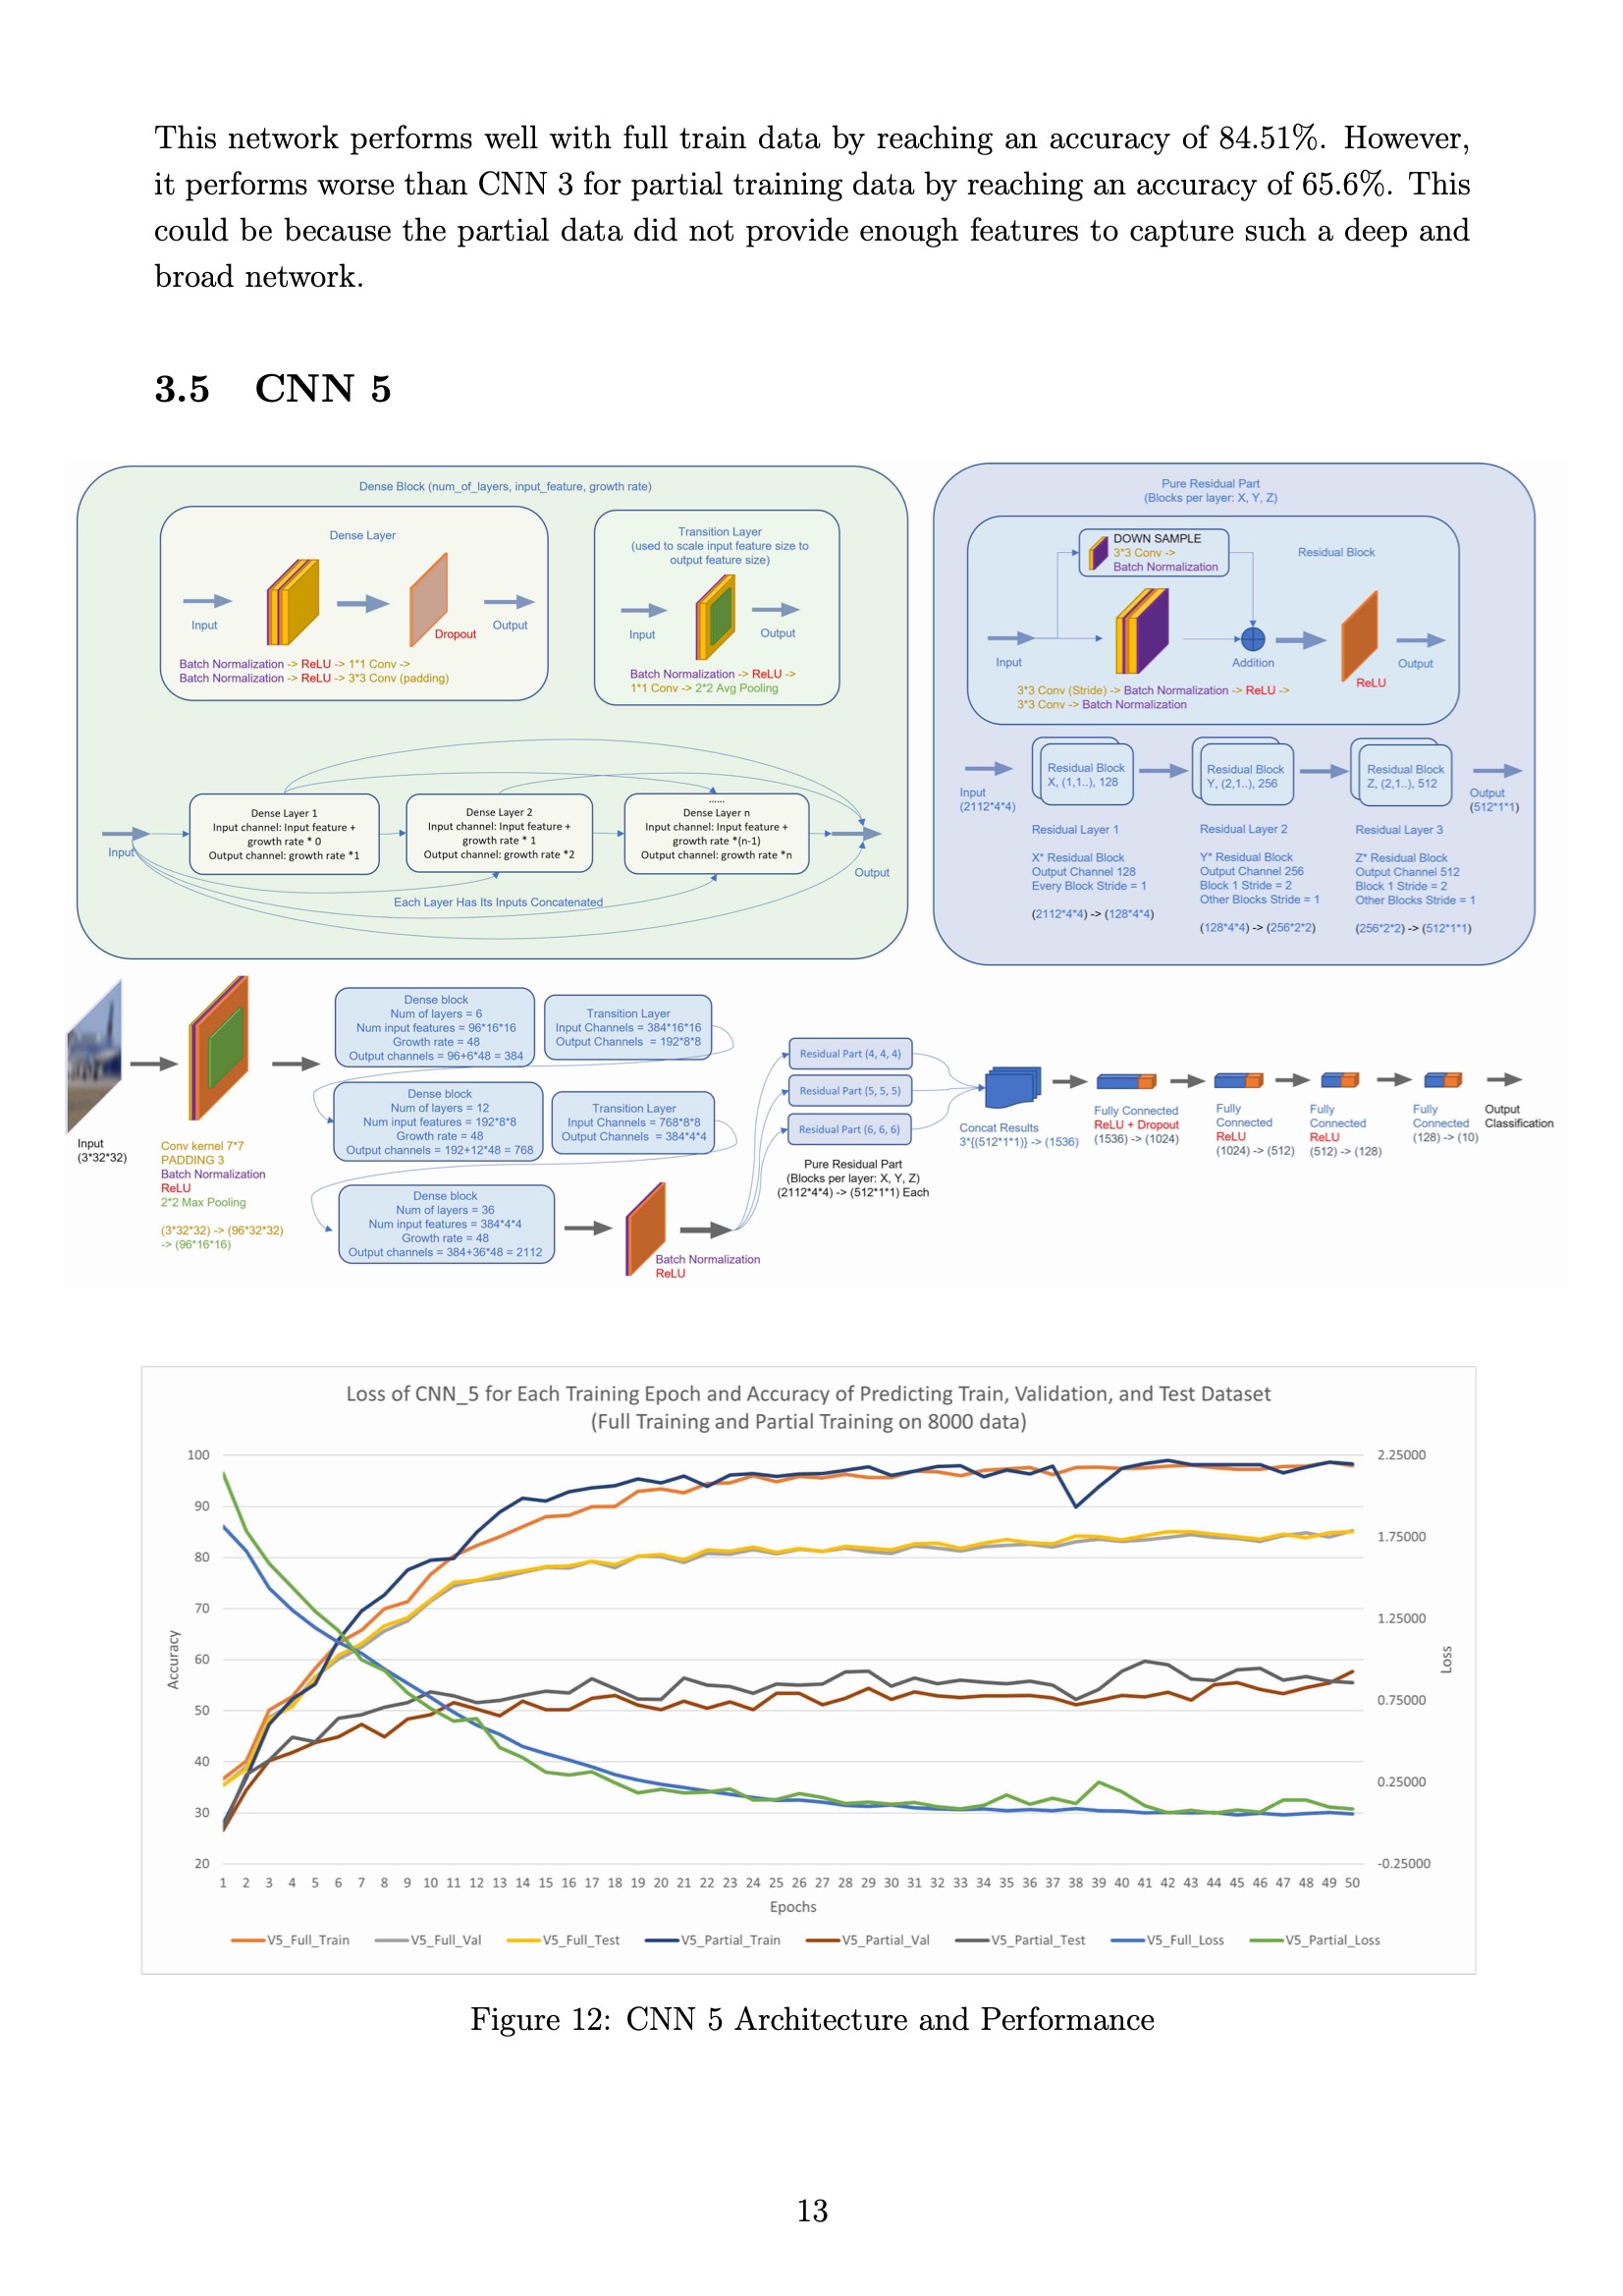 This network performs well with full train data by reaching an accuracy of 84.51%. However,
it performs worse than CNN 3 for partial training data by reaching an accuracy of 65.6%. This
could be because the partial data did not provide enough features to capture such a deep and
broad network.
3.5 CNN 5
Dense Block (num_of_layers, input_feature, growth rate)
Dense Layer
Input
Dropout
Output
Batch Normalization -> ReLU -> 1*1 Conv ->
Batch Normalization -> ReLU -> 3*3 Conv (padding)
Transition Layer
(used to scale input feature size to
output feature size)
Input
Output
Batch Normalization -> ReLU ->
1*1 Conv -> 2*2 Avg Pooling
Input
Dense Layer 1
Input channel: Input feature +
growth rate * 0
Output channel: growth rate *1
Dense Layer 2
Input channel: Input feature +
growth rate * 1
Output channel: growth rate *2
......
Dense Layer n
Input channel: Input feature +
growth rate *(n-1)
Output channel: growth rate *n
Output
Each Layer Has Its Inputs Concatenated
Pure Residual Part
(Blocks per layer: X, Y, Z)
DOWN SAMPLE
3*3 Conv ->
Batch Normalization
Residual Block
Input
Addition
ReLU
Output
3*3 Conv (Stride) -> Batch Normalization -> ReLU ->
3*3 Conv -> Batch Normalization
Input
(2112*4*4)
Residual Block
X, (1,1..), 128
Residual Block
Y, (2,1..), 256
Residual Block
Z, (2,1..), 512
Output
(512*1*1)
Residual Layer 1
X* Residual Block
Output Channel 128
Every Block Stride = 1
(2112*4*4) -> (128*4*4)
Residual Layer 2
Y* Residual Block
Output Channel 256
Block 1 Stride = 2
Other Blocks Stride = 1
(128*4*4) -> (256*2*2)
Residual Layer 3
Z* Residual Block
Output Channel 512
Block 1 Stride = 2
Other Blocks Stride = 1
(256*2*2) -> (512*1*1)
Input
(3*32*32)
Conv kernel 7*7
PADDING 3
Batch Normalization
ReLU
2*2 Max Pooling
(3*32*32) -> (96*32*32)
-> (96*16*16)
Dense block
Num of layers = 6
Num input features = 96*16*16
Growth rate = 48
Output channels = 96+6*48 = 384
Transition Layer
Input Channels = 384*16*16
Output Channels = 192*8*8
Dense block
Num of layers = 12
Num input features = 192*8*8
Growth rate = 48
Output channels = 192+12*48 = 768
Transition Layer
Input Channels = 768*8*8
Output Channels = 384*4*4
Dense block
Num of layers = 36
Num input features = 384*4*4
Growth rate = 48
Output channels = 384+36*48 = 2112
Batch Normalization
ReLU
Residual Part (4, 4, 4)
Residual Part (5, 5, 5)
Residual Part (6, 6, 6)
Pure Residual Part
(Blocks per layer: X, Y, Z)
(2112*4*4) -> (512*1*1) Each
Concat Results
3*{(512*1*1)} -> (1536)
Fully Connected
ReLU + Dropout
(1536) -> (1024)
Fully
Connected
ReLU
(1024) -> (512)
Fully
Connected
ReLU
(512) -> (128)
Fully
Connected
(128) -> (10)
Output
Classification
Loss of CNN_5 for Each Training Epoch and Accuracy of Predicting Train, Validation, and Test Dataset
(Full Training and Partial Training on 8000 data)
100
90
80
70
60
50
40
30
20
Accuracy
2.25000
1.75000
1.25000
0.75000
0.25000
-0.25000
Loss
1 2 3 4 5 6 7 8 9 10 11 12 13 14 15 16 17 18 19 20 21 22 23 24 25 26 27 28 29 30 31 32 33 34 35 36 37 38 39 40 41 42 43 44 45 46 47 48 49 50
Epochs
V5_Full_Train V5_Full_Val V5_Full_Test V5_Partial_Train V5_Partial_Val V5_Partial_Test V5_Full_Loss V5_Partial_Loss
Figure 12: CNN 5 Architecture and Performance
13